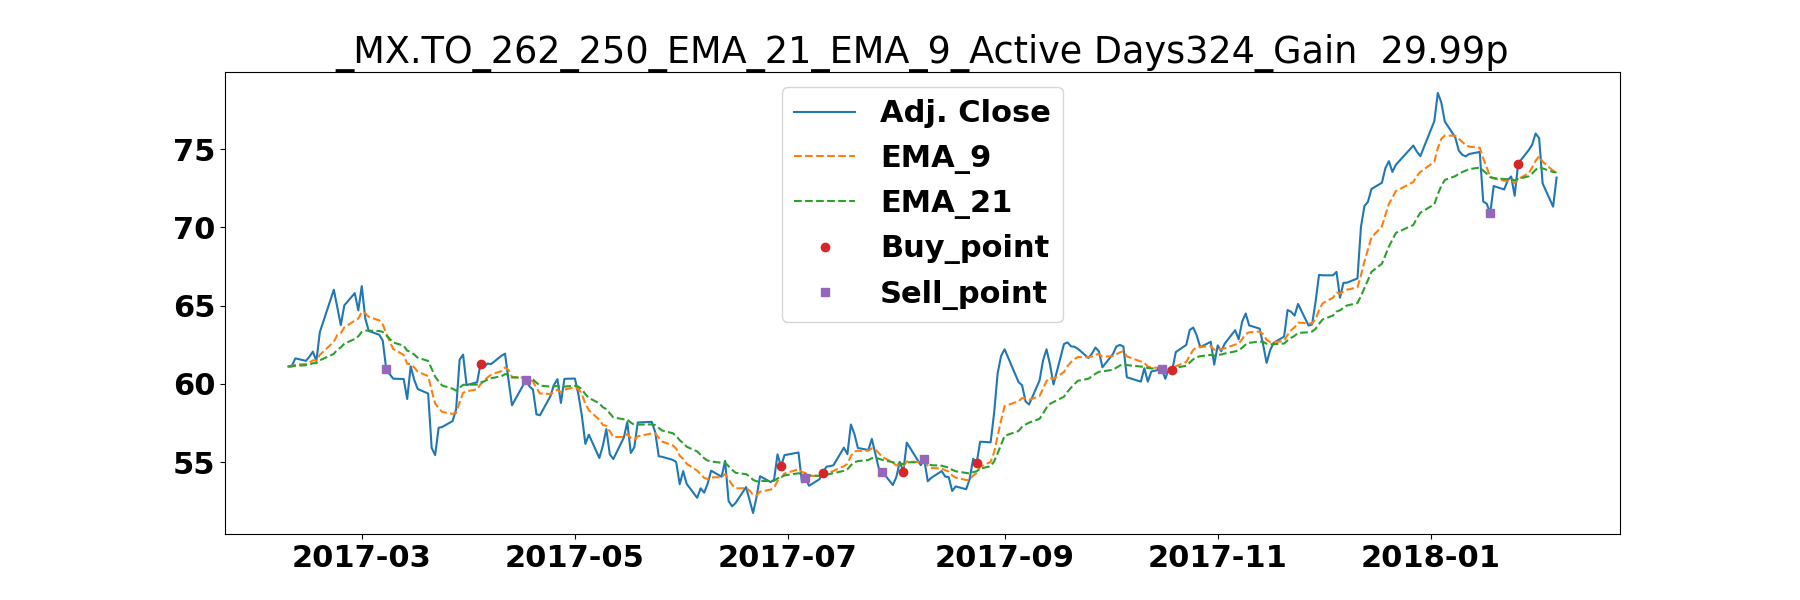 _MX.TO_262_250_EMA_21_EMA_9_Active Days324_Gain  29.99p
Adj. Close
EMA_9
EMA_21
Buy_point
Sell_point
75
70
65
60
55
2017-03 2017-05 2017-07 2017-09 2017-11 2018-01